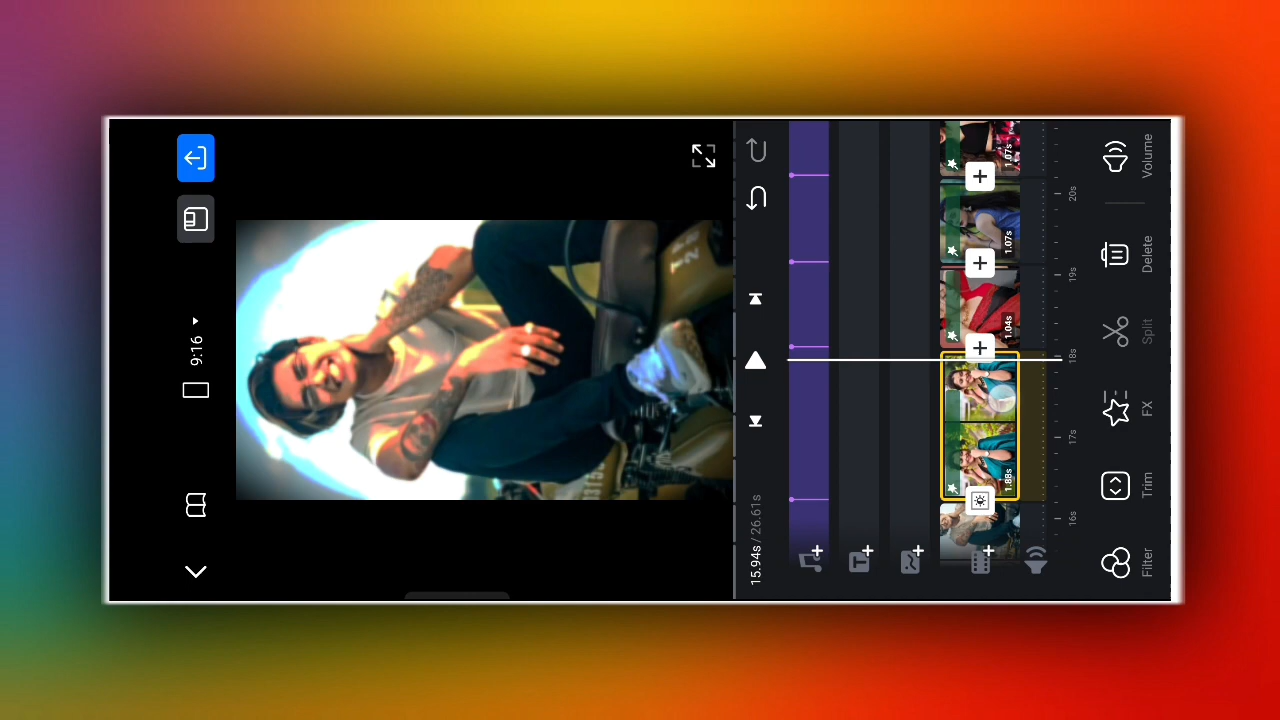 9:16
15.94s / 26.61s
1.07s
1.07s
1.04s
1.88s
20s
19s
18s
17s
16s
Filter
Trim
FX
Split
Delete
Volume